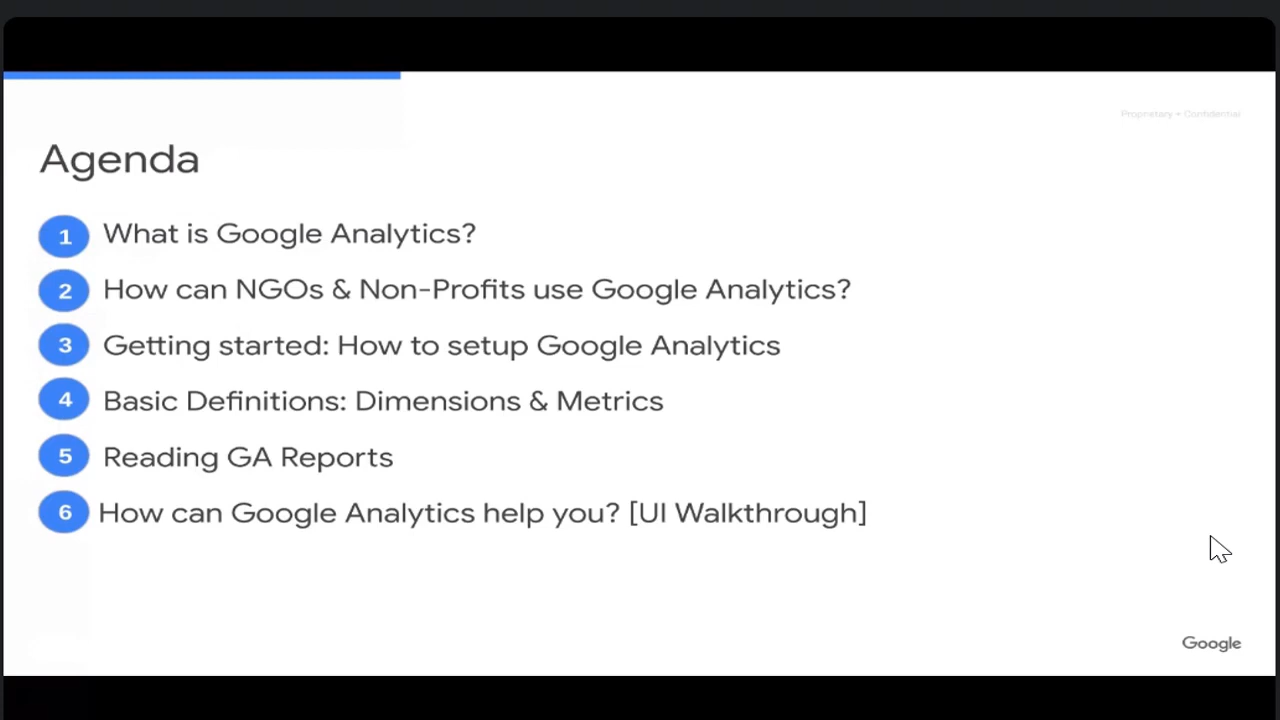 Proprietary + Confidential
Agenda
1 What is Google Analytics?
2 How can NGOs & Non-Profits use Google Analytics?
3 Getting started: How to setup Google Analytics
4 Basic Definitions: Dimensions & Metrics
5 Reading GA Reports
6 How can Google Analytics help you? [UI Walkthrough]
Google